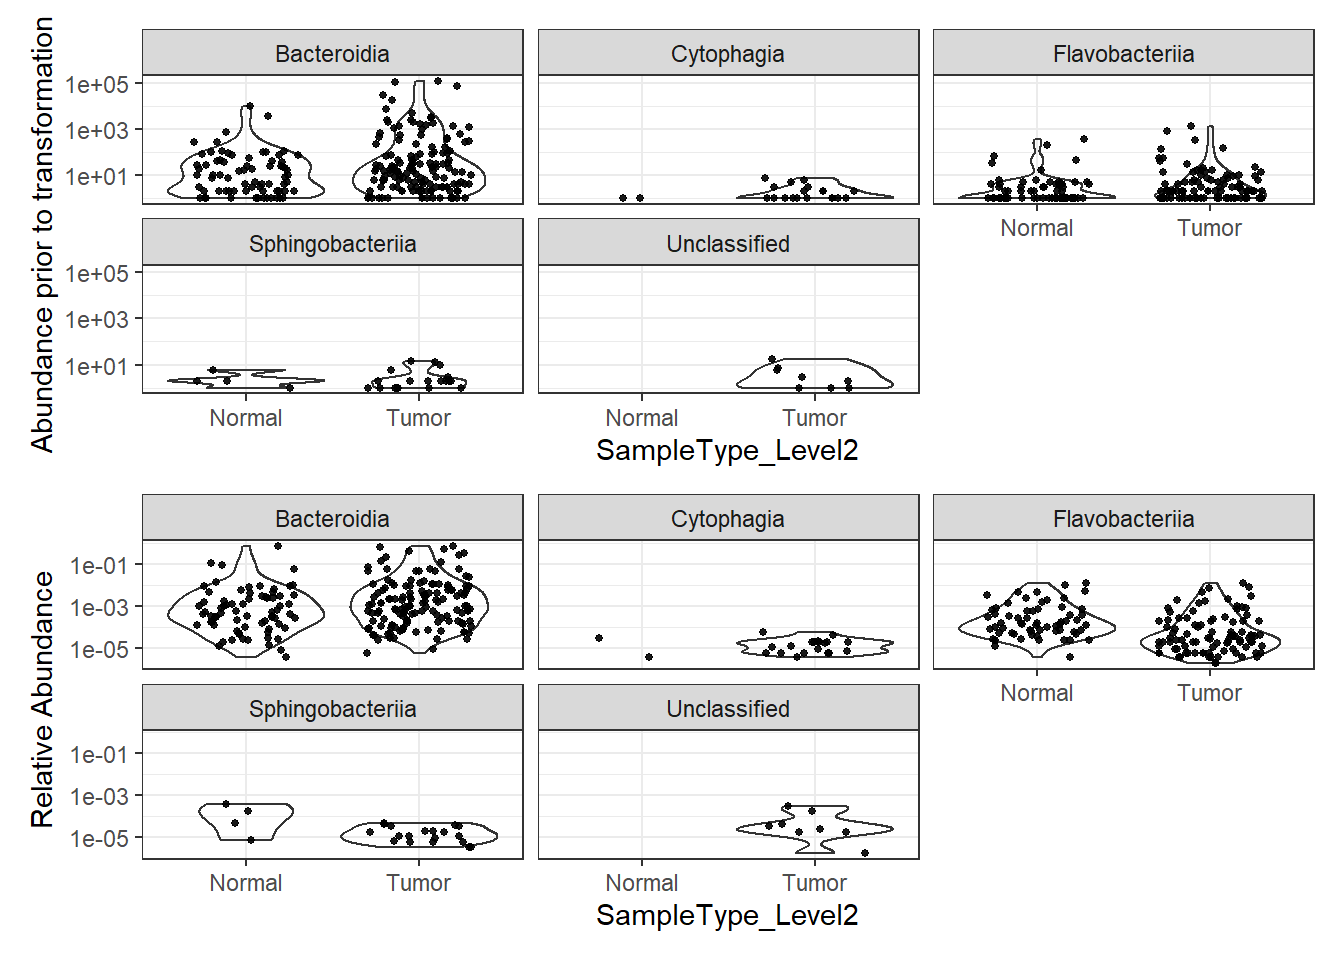 Abundance prior to transformation
Bacteroidia
Cytophagia
Flavobacteriia
1e+05
1e+03
1e+01
Normal
Tumor
Sphingobacteriia
Unclassified
1e+05
1e+03
1e+01
Normal
Tumor
Normal
Tumor
SampleType_Level2
Relative Abundance
Bacteroidia
Cytophagia
Flavobacteriia
1e-01
1e-03
1e-05
Normal
Tumor
Sphingobacteriia
Unclassified
1e-01
1e-03
1e-05
Normal
Tumor
Normal
Tumor
SampleType_Level2